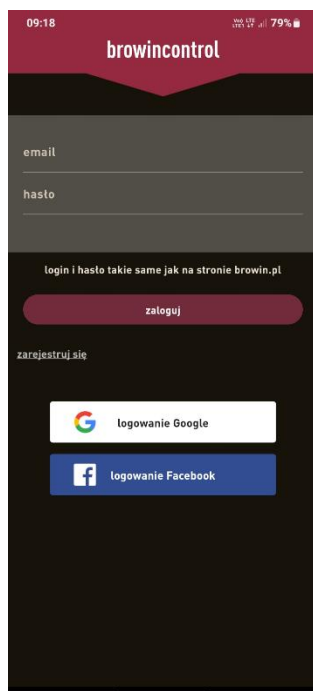 09:18
79%
browincontrol
email
hasło
login i hasło takie same jak na stronie browin.pl
zaloguj
zarejestruj się
logowanie Google
logowanie Facebook